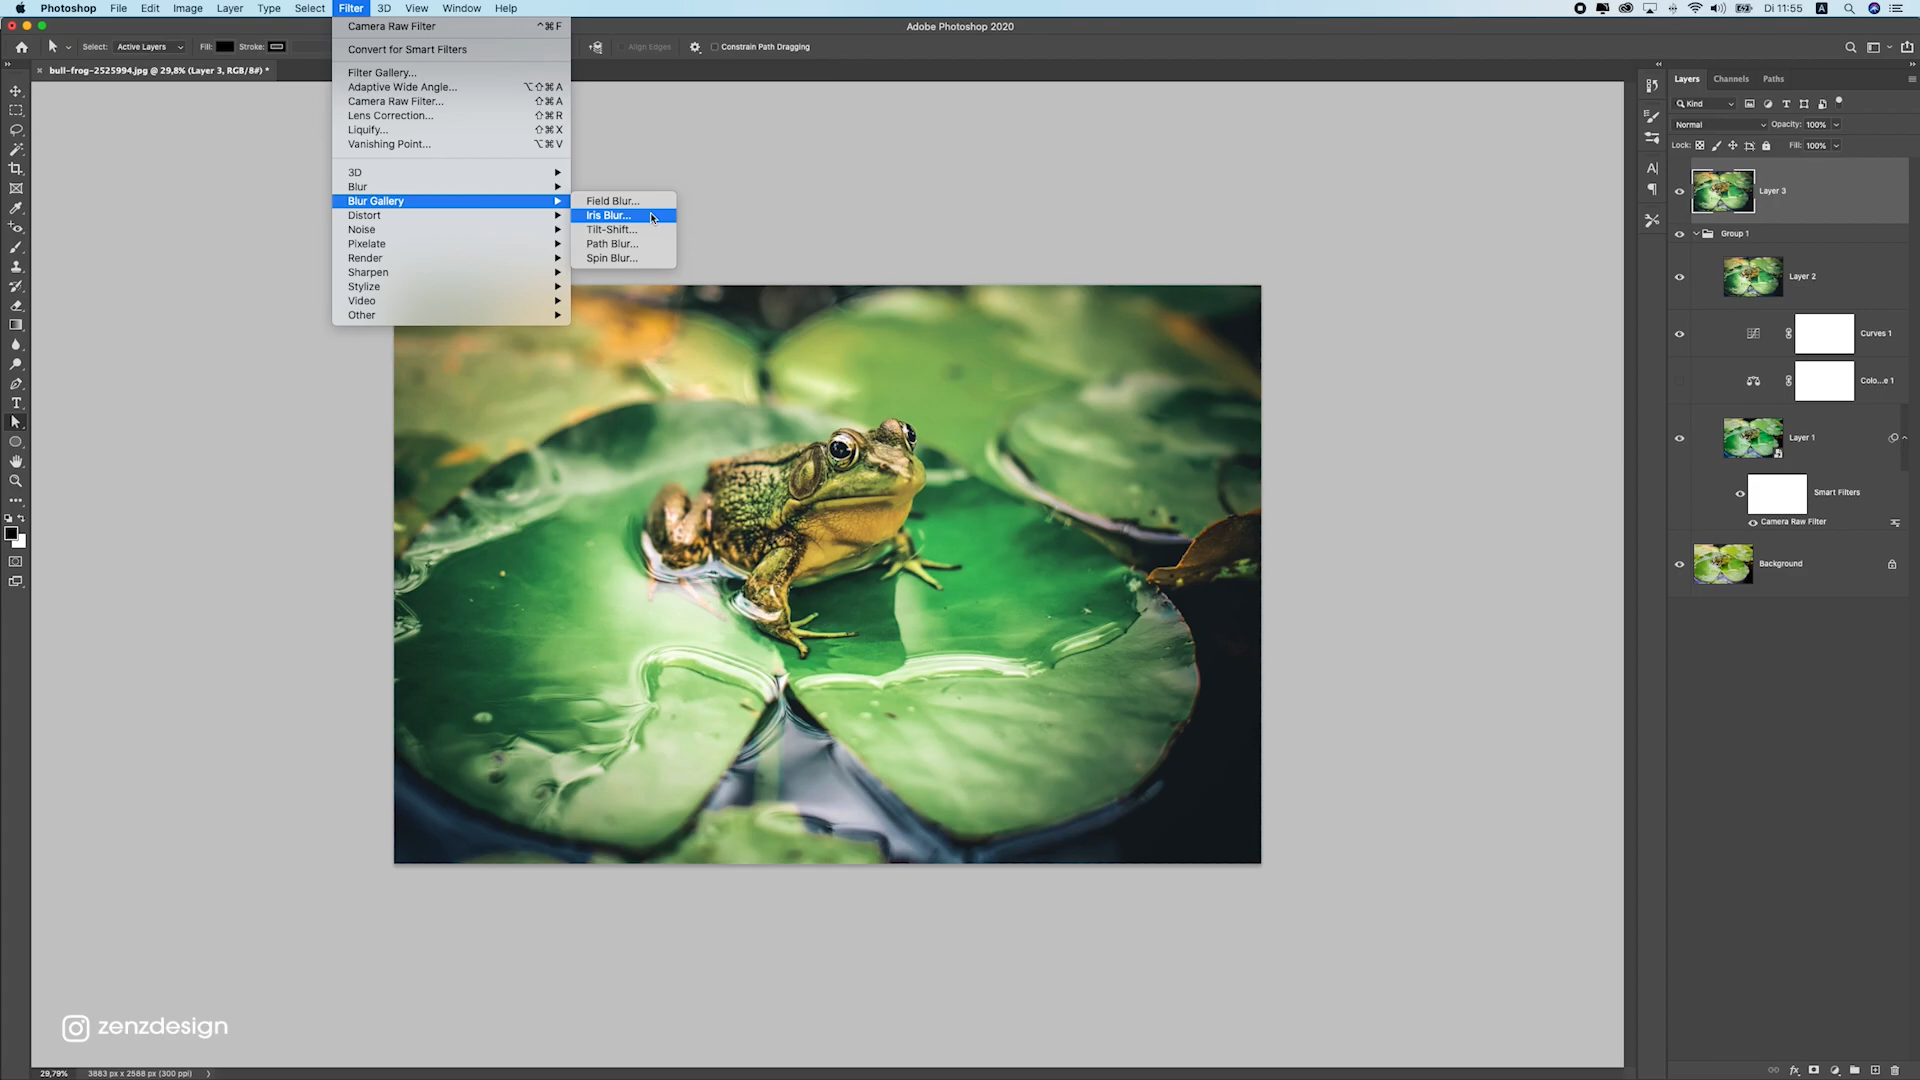 Photoshop File Edit Image Layer Type Select Filter 3D View Window Help Di 11:55 A
Adobe Photoshop 2020
Select: Active Layers Fill: Stroke: Align Edges Constrain Path Dragging
bull-frog-2525994.jpg @ 29,8% (Layer 3, RGB/8#) *
Camera Raw Filter ^⌘F
Convert for Smart Filters
Filter Gallery...
Adaptive Wide Angle... ⌥⇧⌘A
Camera Raw Filter... ⇧⌘A
Lens Correction... ⇧⌘R
Liquify... ⇧⌘X
Vanishing Point... ⌥⌘V
3D
Blur
Blur Gallery
Distort
Noise
Pixelate
Render
Sharpen
Stylize
Video
Other
Field Blur...
Iris Blur...
Tilt-Shift...
Path Blur...
Spin Blur...
Layers Channels Paths
Kind
Normal Opacity: 100%
Lock: Fill: 100%
Layer 3
Group 1
Layer 2
Curves 1
Colo...e 1
Layer 1
Smart Filters
Camera Raw Filter
Background
zenzdesign
29,79% 3883 px x 2588 px (300 ppi)